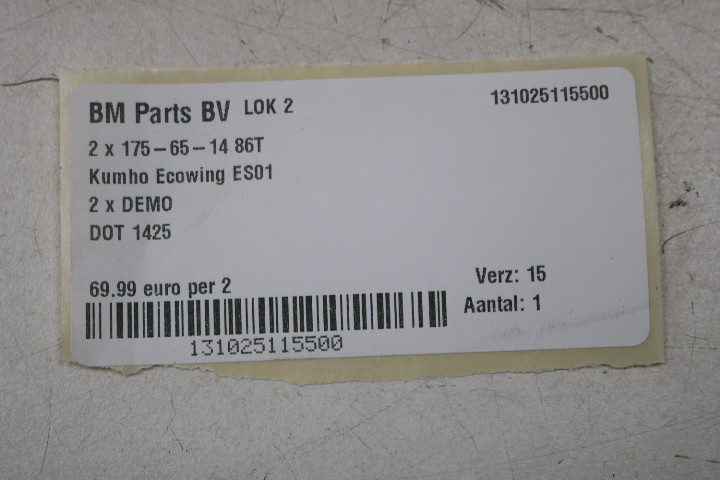 BM Parts BV LOK 2 131025115500
2 x 175-65-14 86T
Kumho Ecowing ES01
2 x DEMO
DOT 1425
69.99 euro per 2
Verz: 15
Aantal: 1
131025115500